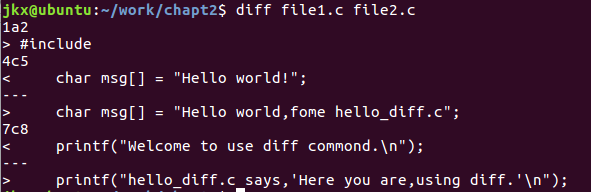 jkx@ubuntu:~/work/chapt2$ diff file1.c file2.c
1a2
> #include
4c5
<     char msg[] = "Hello world!";
---
>     char msg[] = "Hello world,fome hello_diff.c";
7c8
<     printf("Welcome to use diff commond.\n");
---
>     printf("hello_diff.c says,'Here you are,using diff.'\n");